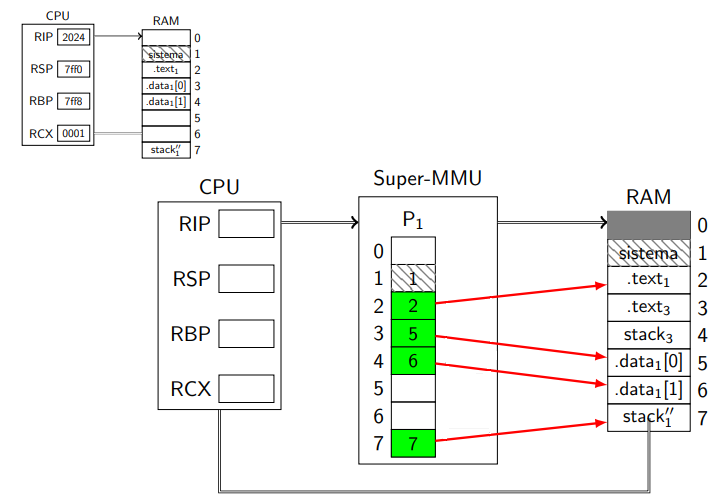 CPU
RAM
RIP 2024
0
sistema 1
RSP 7ff0
.text₁ 2
.data₁[0] 3
RBP 7ff8
.data₁[1] 4
5
RCX 0001
6
stack₁′′ 7
CPU
Super-MMU
RAM
RIP
RSP
RBP
RCX
P₁
0
1 1
2 2
3 5
4 6
5
6
7 7
0
sistema 1
.text₁ 2
.text₃ 3
stack₃ 4
.data₁[0] 5
.data₁[1] 6
stack₁′′ 7